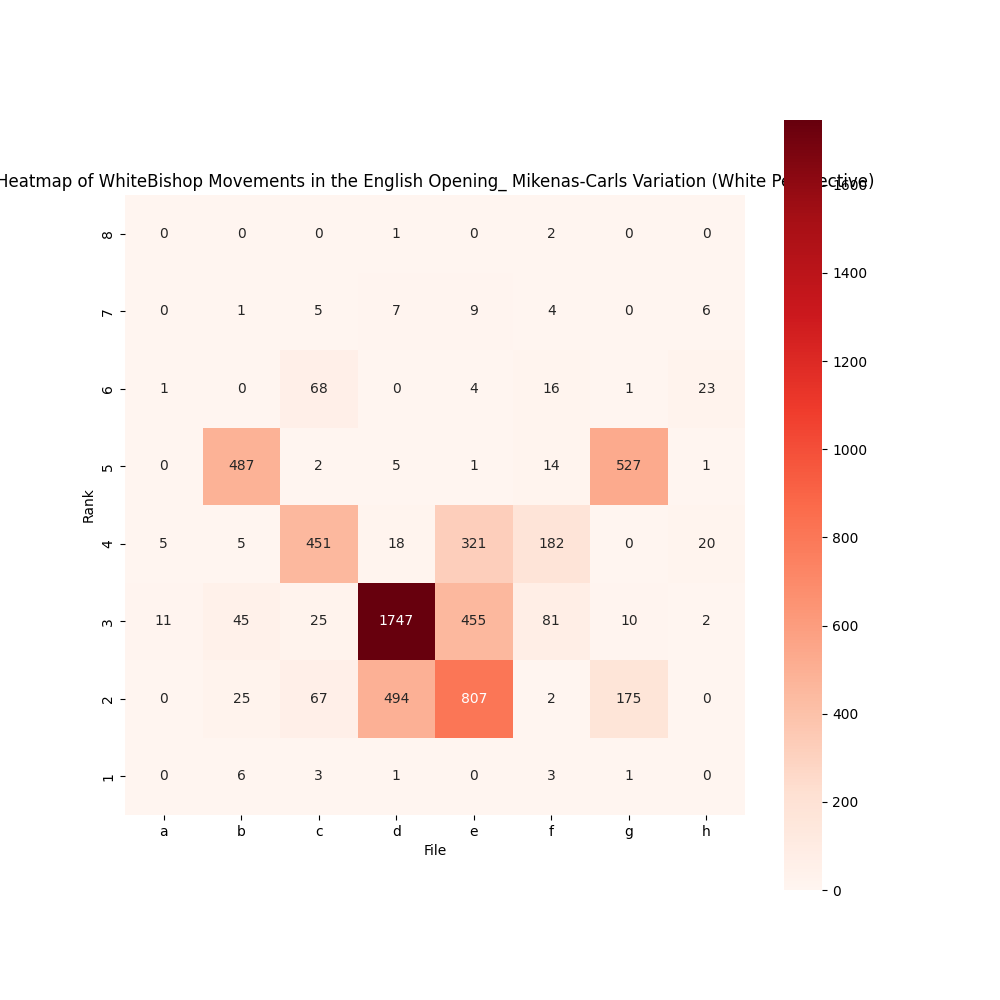 Heatmap of WhiteBishop Movements in the English Opening_ Mikenas-Carls Variation (White Perspective)
8 0 0 0 1 0 2 0 0
7 0 1 5 7 9 4 0 6
6 1 0 68 0 4 16 1 23
5 0 487 2 5 1 14 527 1
Rank
4 5 5 451 18 321 182 0 20
3 11 45 25 1747 455 81 10 2
2 0 25 67 494 807 2 175 0
1 0 6 3 1 0 3 1 0
a b c d e f g h
File
1600
1400
1200
1000
800
600
400
200
0